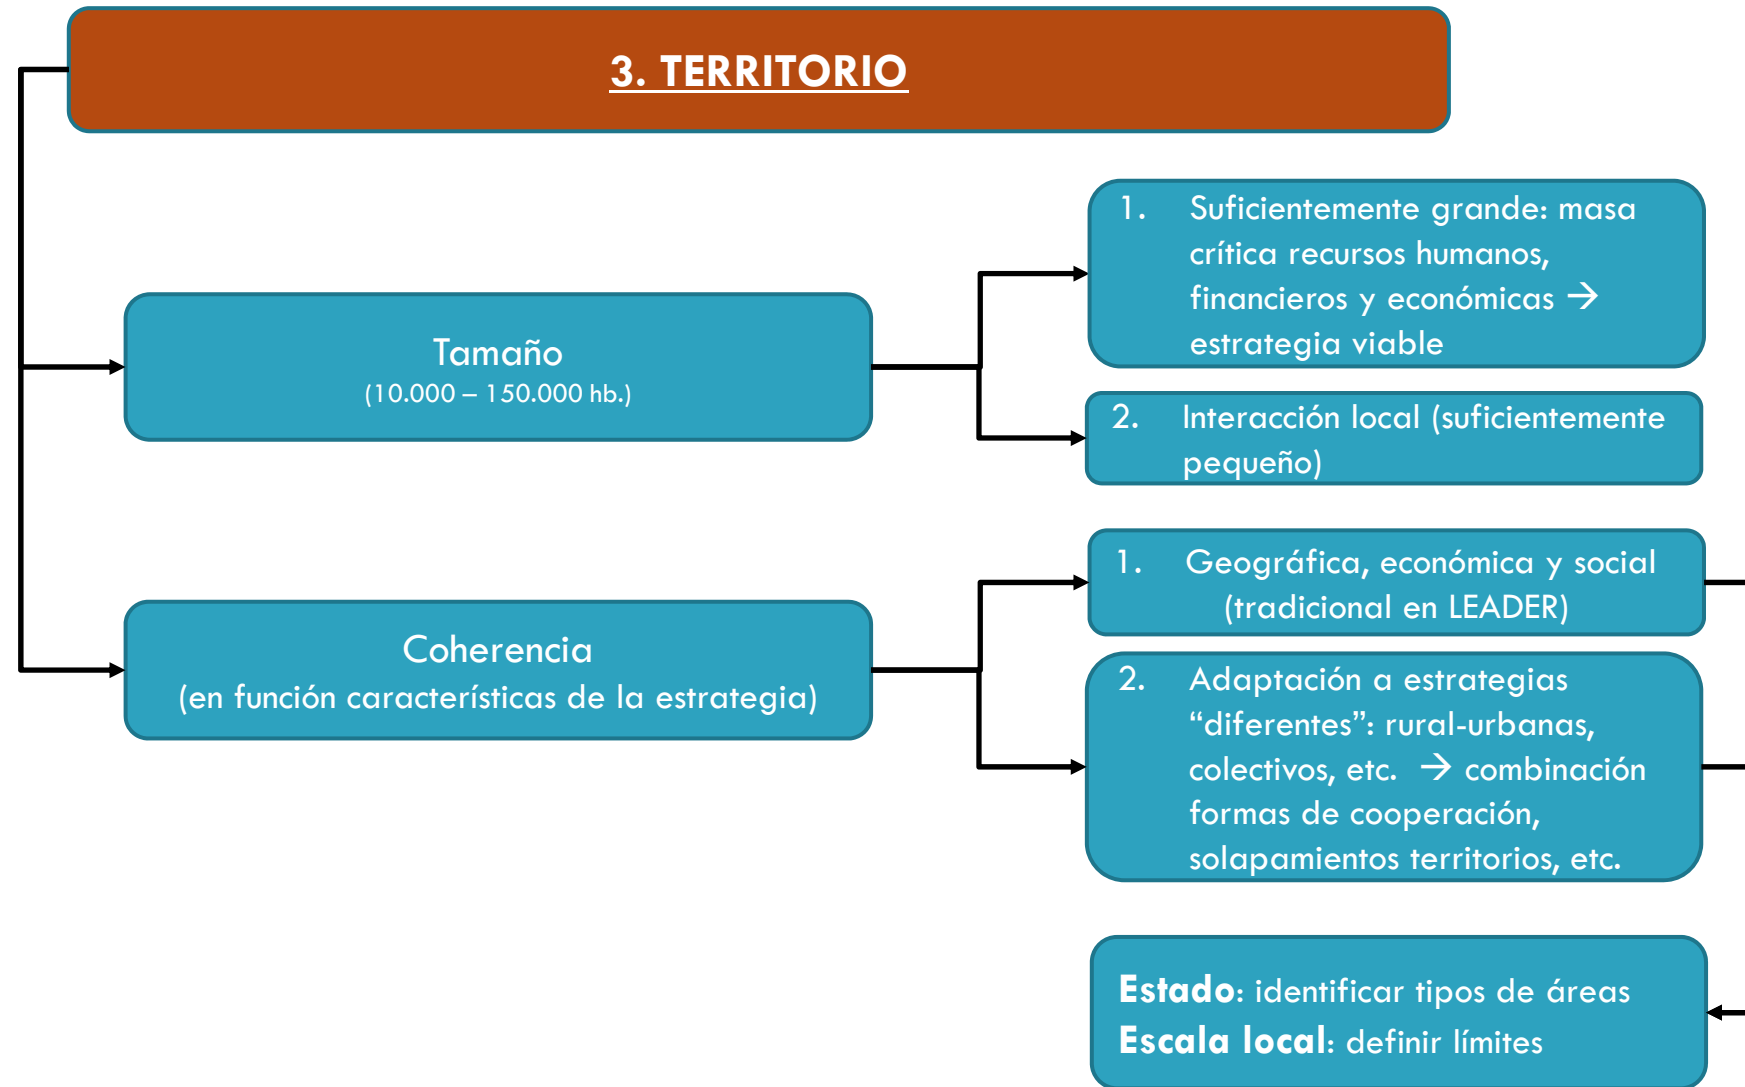 3. TERRITORIO
Tamaño
(10.000 – 150.000 hb.)
1. Suficientemente grande: masa
crítica recursos humanos,
financieros y económicas →
estrategia viable
2. Interacción local (suficientemente
pequeño)
Coherencia
(en función características de la estrategia)
1. Geográfica, económica y social
(tradicional en LEADER)
2. Adaptación a estrategias
“diferentes”: rural-urbanas,
colectivos, etc. → combinación
formas de cooperación,
solapamientos territorios, etc.
Estado: identificar tipos de áreas
Escala local: definir límites